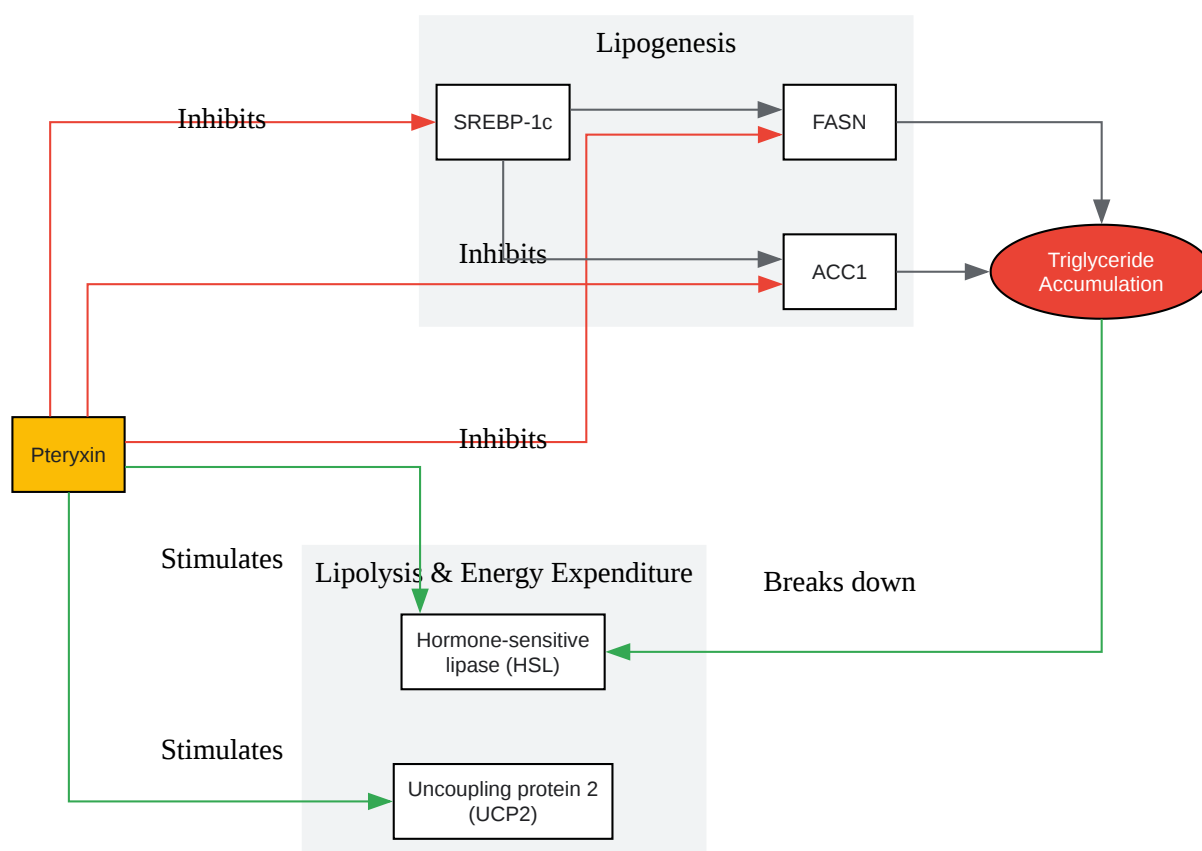 Lipogenesis
Inhibits
SREBP-1c
FASN
Inhibits
ACC1
Triglyceride
Accumulation
Inhibits
Pteryxin
Stimulates
Lipolysis & Energy Expenditure
Breaks down
Hormone-sensitive
lipase (HSL)
Stimulates
Uncoupling protein 2
(UCP2)